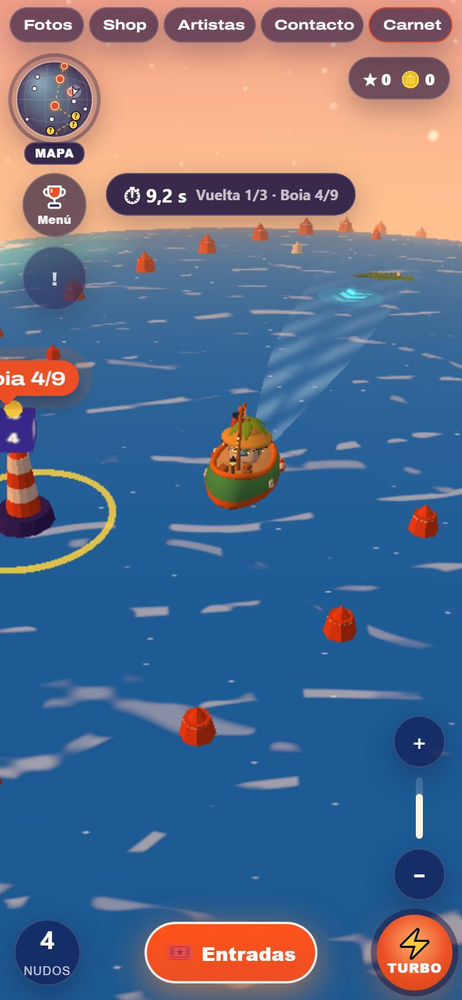 Fotos
Shop
Artistas
Contacto
Carnet
★ 0 0
? ? ?
MAPA
Menú
9,2 s Vuelta 1/3 · Boia 4/9
!
oia 4/9
4
+
−
4
NUDOS
Entradas
TURBO